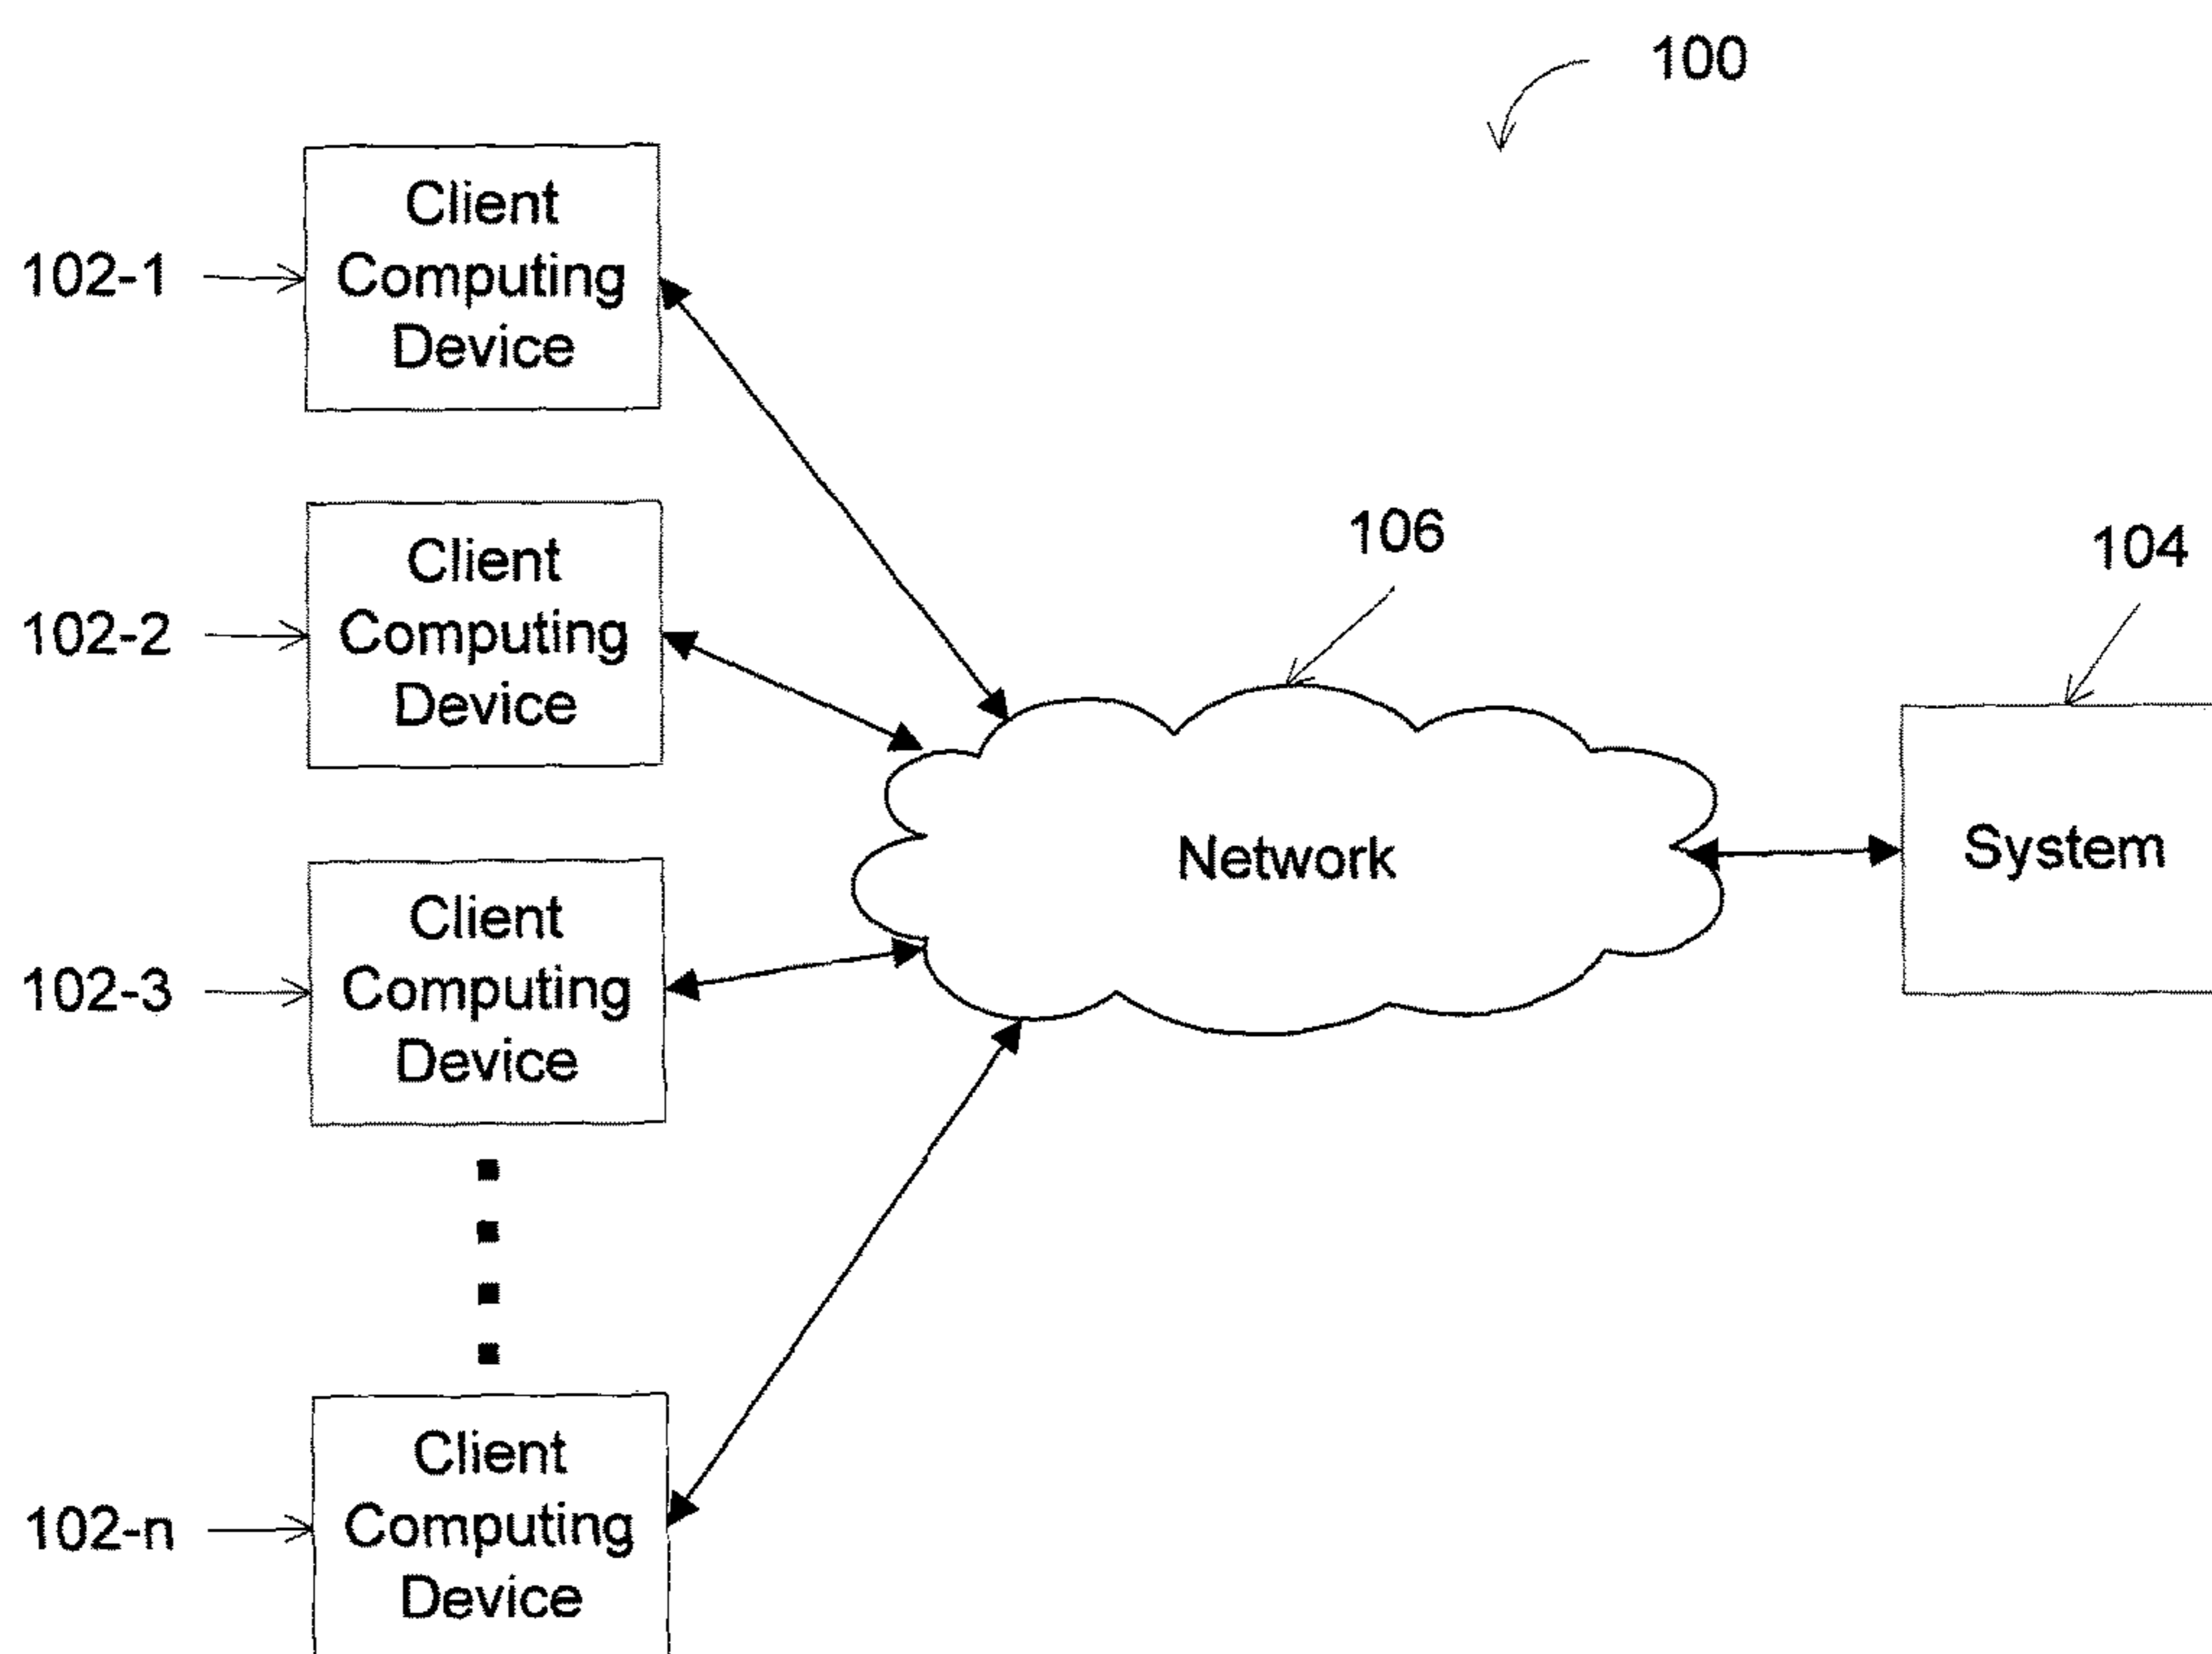 100
Client
Computing
Device
102-1
Client
Computing
Device
102-2
106
104
Client
Computing
Device
102-3
Network
System
Client
Computing
Device
102-n